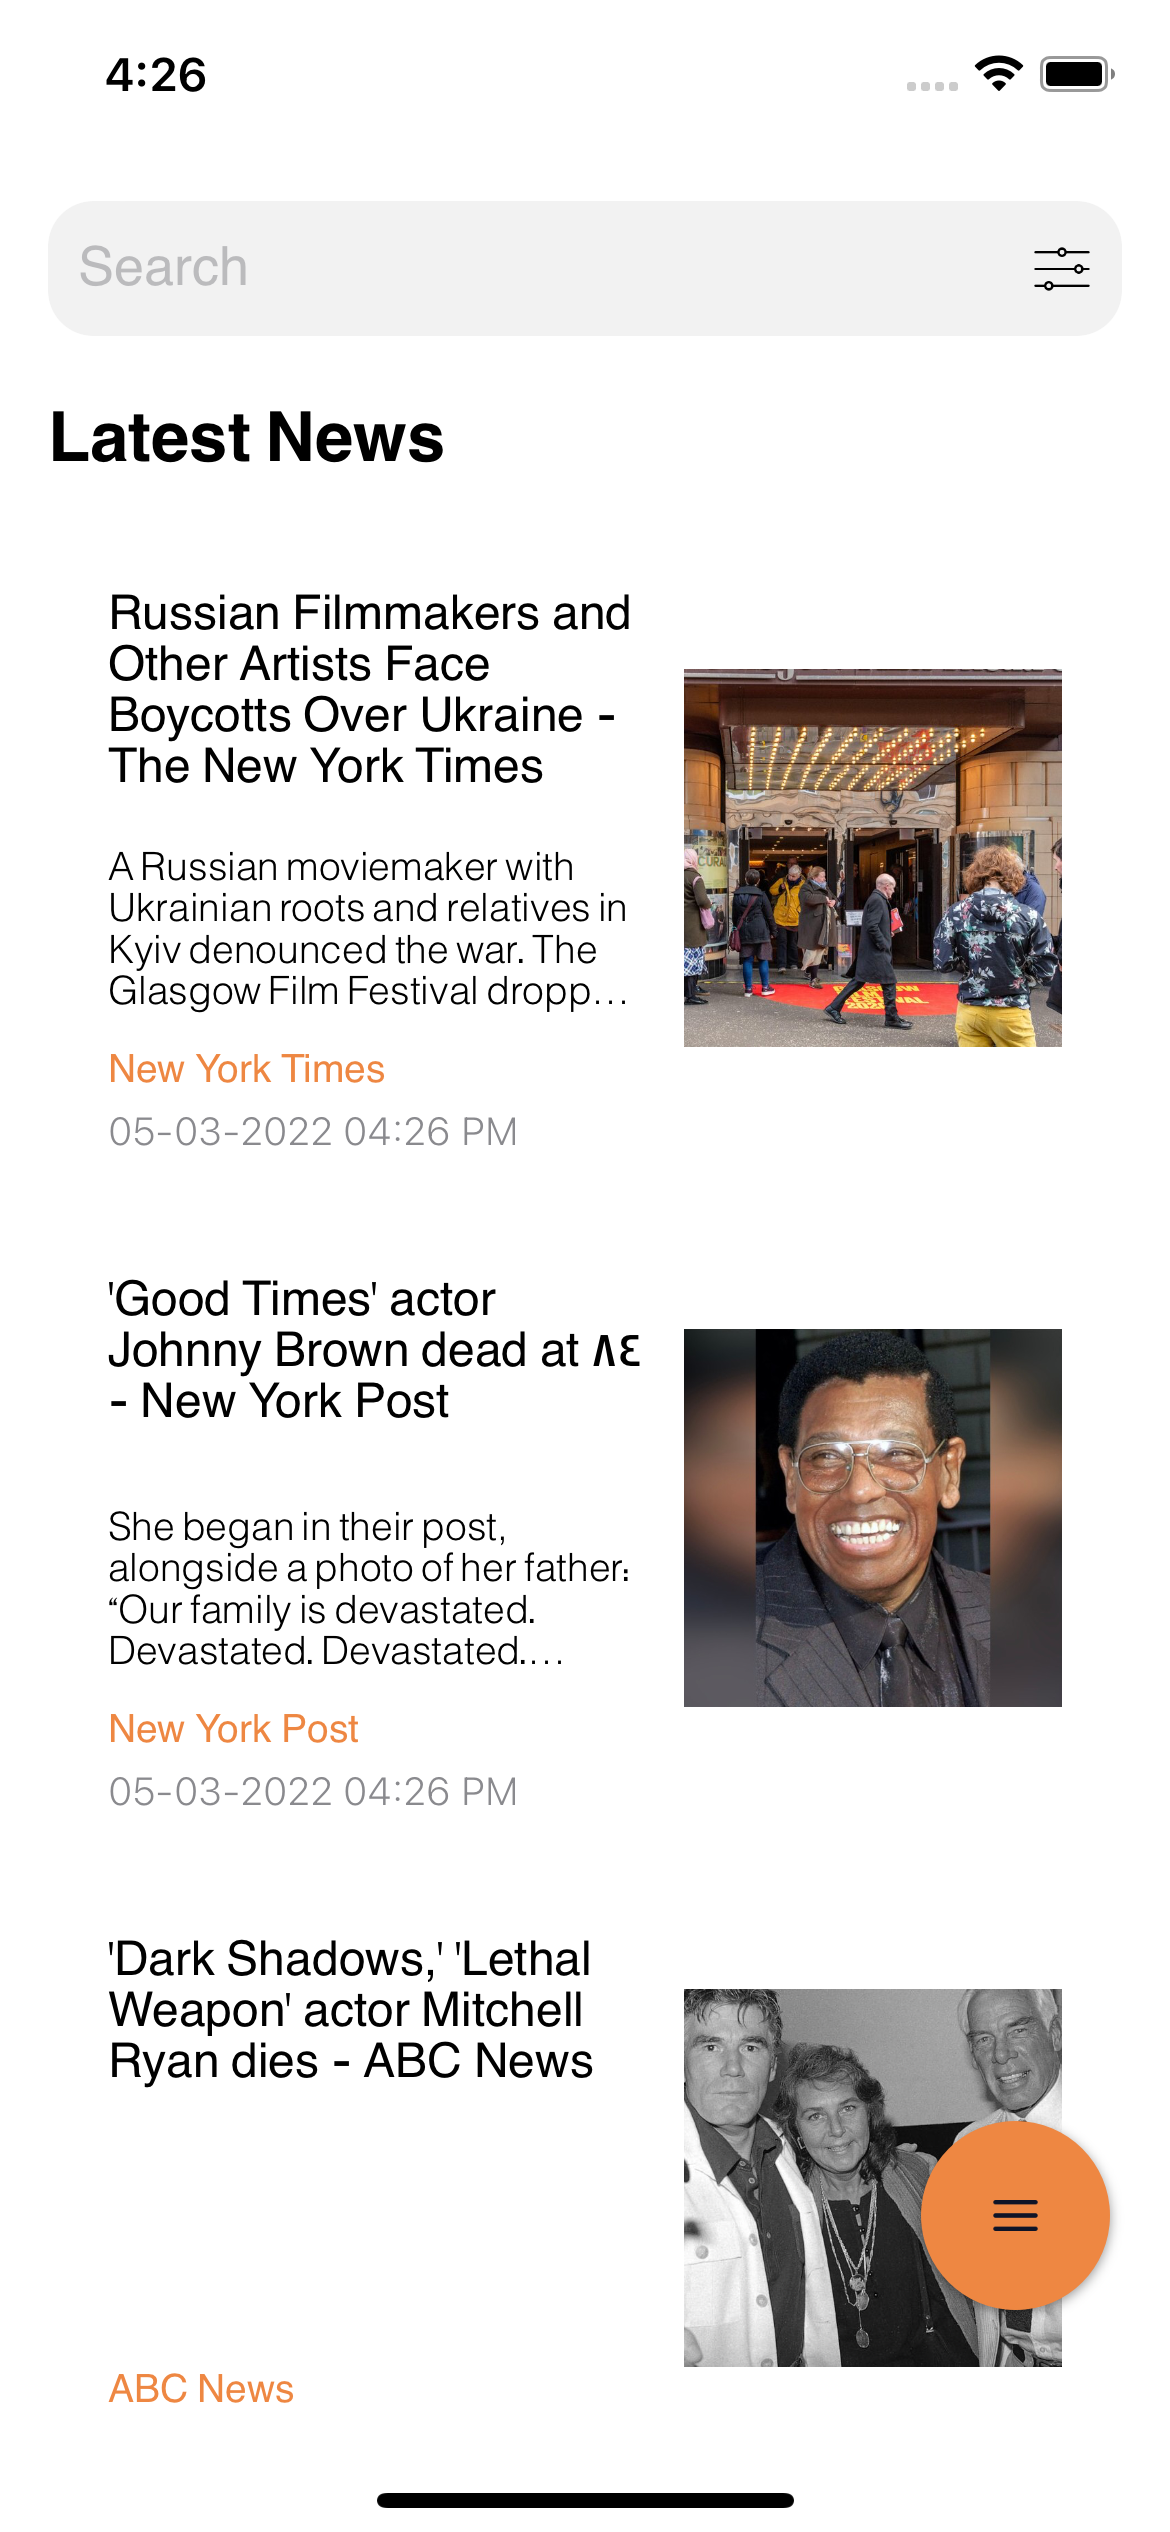 4:26
Search
Latest News
Russian Filmmakers and
Other Artists Face
Boycotts Over Ukraine -
The New York Times
A Russian moviemaker with
Ukrainian roots and relatives in
Kyiv denounced the war. The
Glasgow Film Festival dropp…
New York Times
05-03-2022 04:26 PM
'Good Times' actor
Johnny Brown dead at ٨٤
- New York Post
She began in their post,
alongside a photo of her father:
“Our family is devastated.
Devastated. Devastated.…
New York Post
05-03-2022 04:26 PM
'Dark Shadows,' 'Lethal
Weapon' actor Mitchell
Ryan dies - ABC News
ABC News